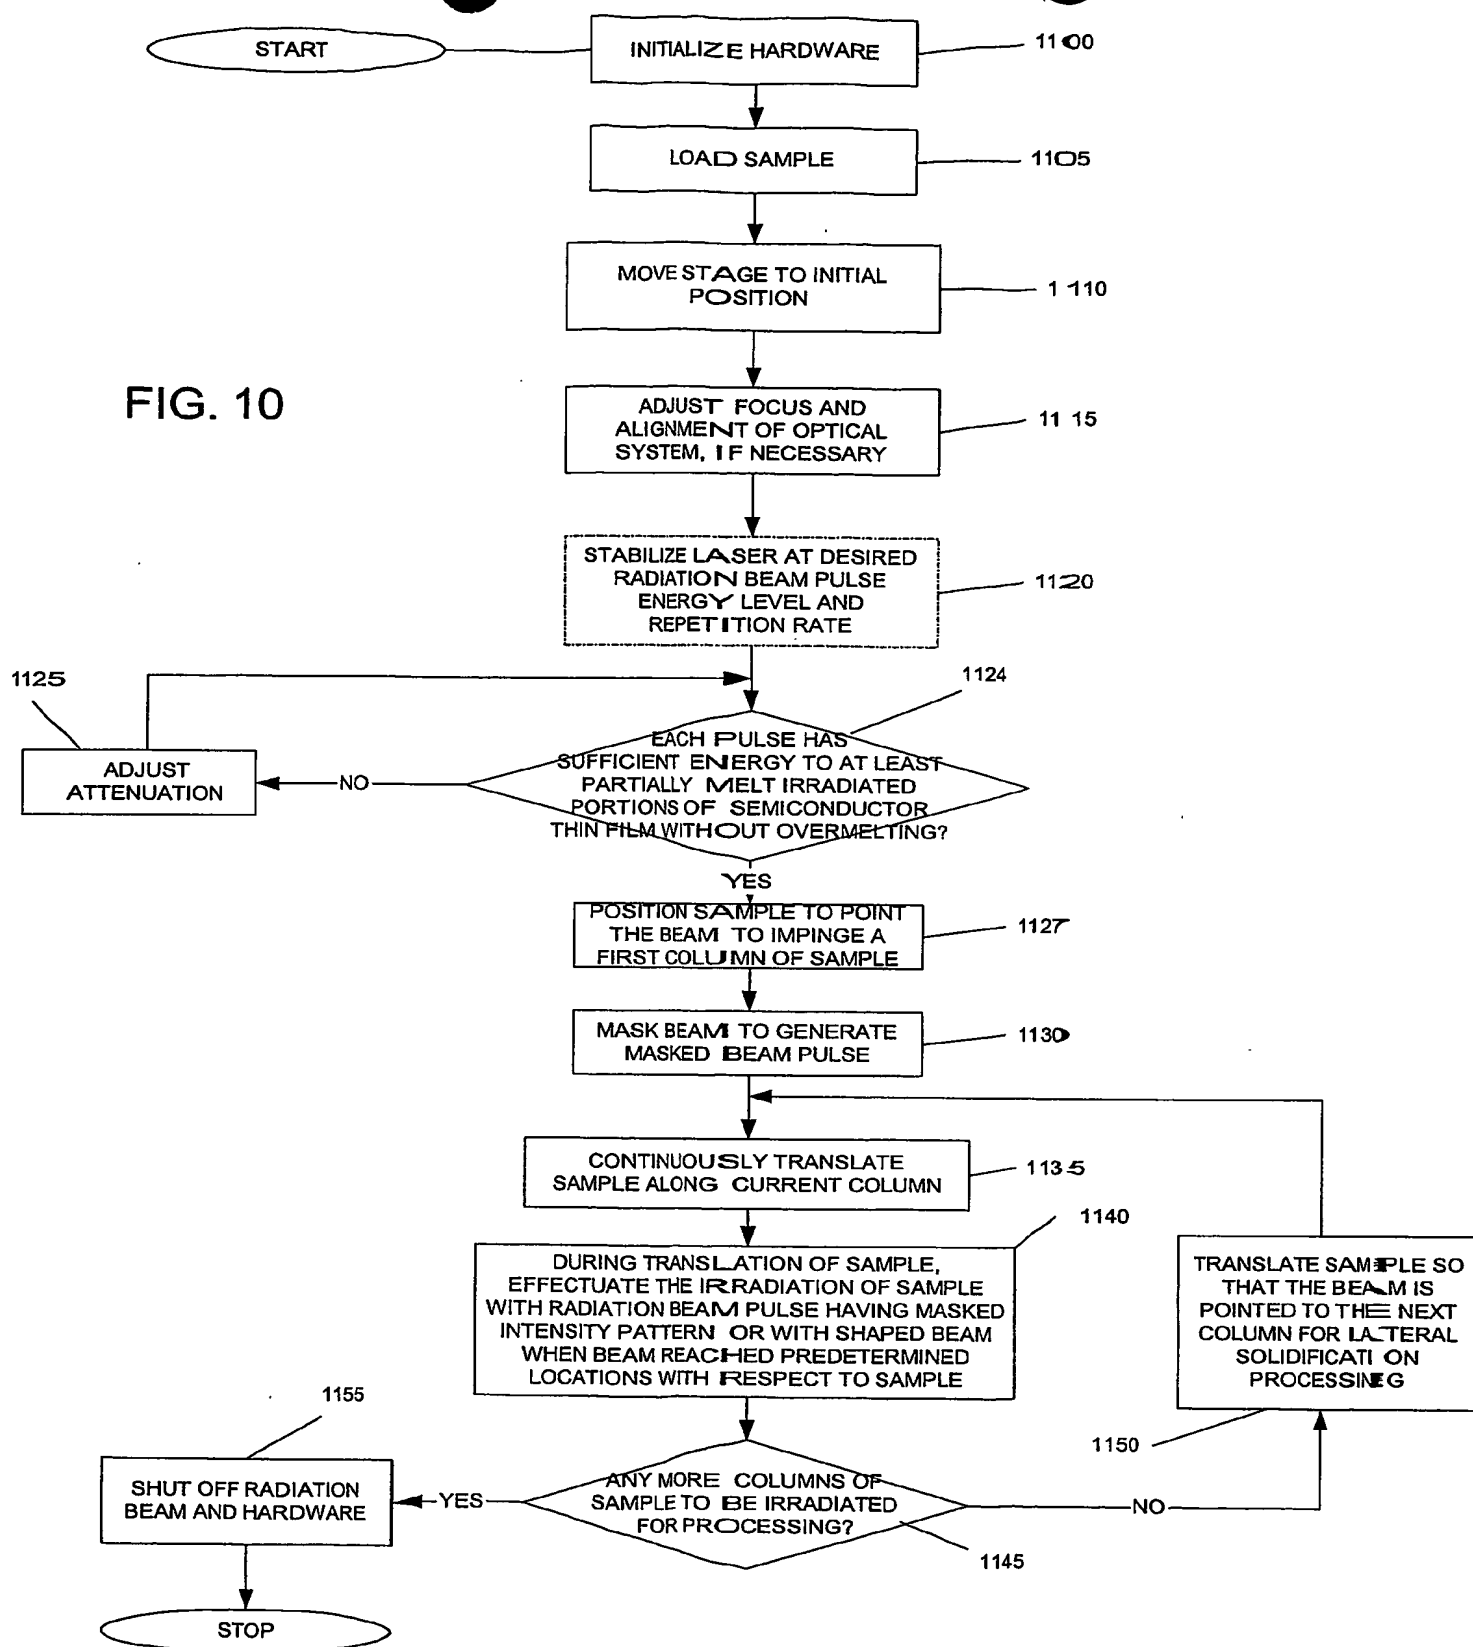 START
INITIALIZE HARDWARE
1100
LOAD SAMPLE
1105
MOVE STAGE TO INITIAL
POSITION
1110
FIG. 10
ADJUST FOCUS AND
ALIGNMENT OF OPTICAL
SYSTEM, IF NECESSARY
1115
STABILIZE LASER AT DESIRED
RADIATION BEAM PULSE
ENERGY LEVEL AND
REPETITION RATE
1120
1125
1124
EACH PULSE HAS
SUFFICIENT ENERGY TO AT LEAST
PARTIALLY MELT IRRADIATED
PORTIONS OF SEMICONDUCTOR
THIN FILM WITHOUT OVERMELTING?
NO
ADJUST
ATTENUATION
YES
POSITION SAMPLE TO POINT
THE BEAM TO IMPINGE A
FIRST COLUMN OF SAMPLE
1127
MASK BEAM TO GENERATE
MASKED BEAM PULSE
1130
CONTINUOUSLY TRANSLATE
SAMPLE ALONG CURRENT COLUMN
1135
1140
DURING TRANSLATION OF SAMPLE,
EFFECTUATE THE IRRADIATION OF SAMPLE
WITH RADIATION BEAM PULSE HAVING MASKED
INTENSITY PATTERN OR WITH SHAPED BEAM
WHEN BEAM REACHED PREDETERMINED
LOCATIONS WITH RESPECT TO SAMPLE
TRANSLATE SAMPLE SO
THAT THE BEAM IS
POINTED TO THE NEXT
COLUMN FOR LATERAL
SOLIDIFICATION
PROCESSING
1150
1155
SHUT OFF RADIATION
BEAM AND HARDWARE
YES
ANY MORE COLUMNS OF
SAMPLE TO BE IRRADIATED
FOR PROCESSING?
NO
1145
STOP